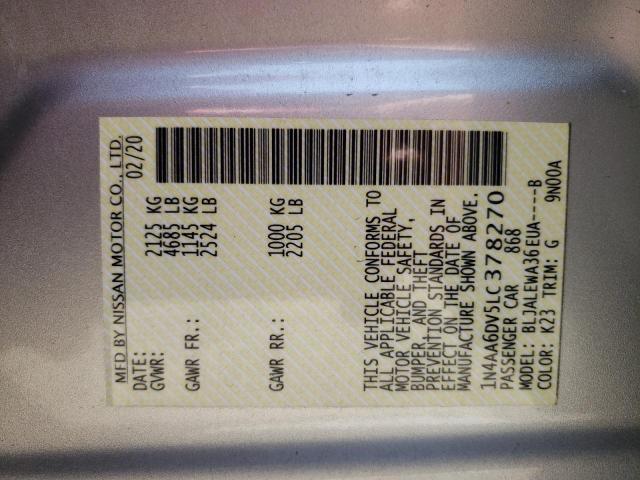 MFD BY NISSAN MOTOR CO., LTD.
DATE: 02/20
GVWR: 2125 KG
4685 LB
GAWR FR.: 1145 KG
2524 LB
GAWR RR.: 1000 KG
2205 LB
THIS VEHICLE CONFORMS TO
ALL APPLICABLE FEDERAL
MOTOR VEHICLE SAFETY,
BUMPER, AND THEFT
PREVENTION STANDARDS IN
EFFECT ON THE DATE OF
MANUFACTURE SHOWN ABOVE.
1N4AA6DV5LC378270
PASSENGER CAR 868
MODEL: BLJALEWA36EUA----B
COLOR: K23 TRIM: G 9N00A